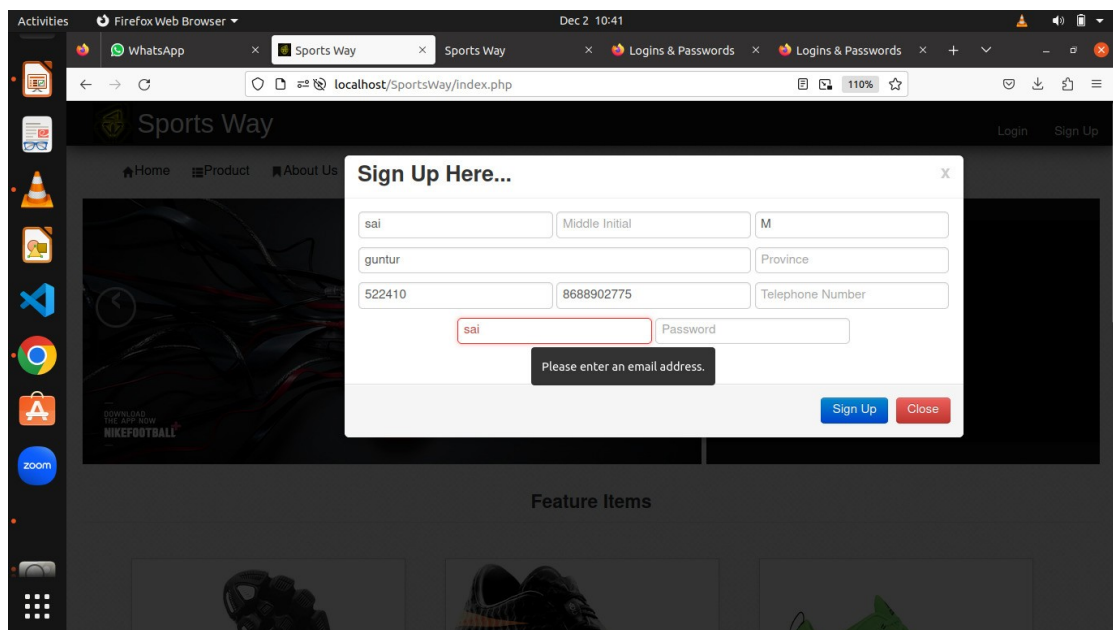 Activities Firefox Web Browser Dec 2 10:41
WhatsApp × Sports Way × Sports Way × Logins & Passwords × Logins & Passwords × +
localhost/SportsWay/index.php 110%
Sports Way Login Sign Up
Home Product About Us
Sign Up Here... X
sai Middle Initial M
guntur Province
522410 8688902775 Telephone Number
sai Password
Please enter an email address.
Sign Up Close
DOWNLOAD
THE APP NOW
NIKEFOOTBALL
zoom
Feature Items